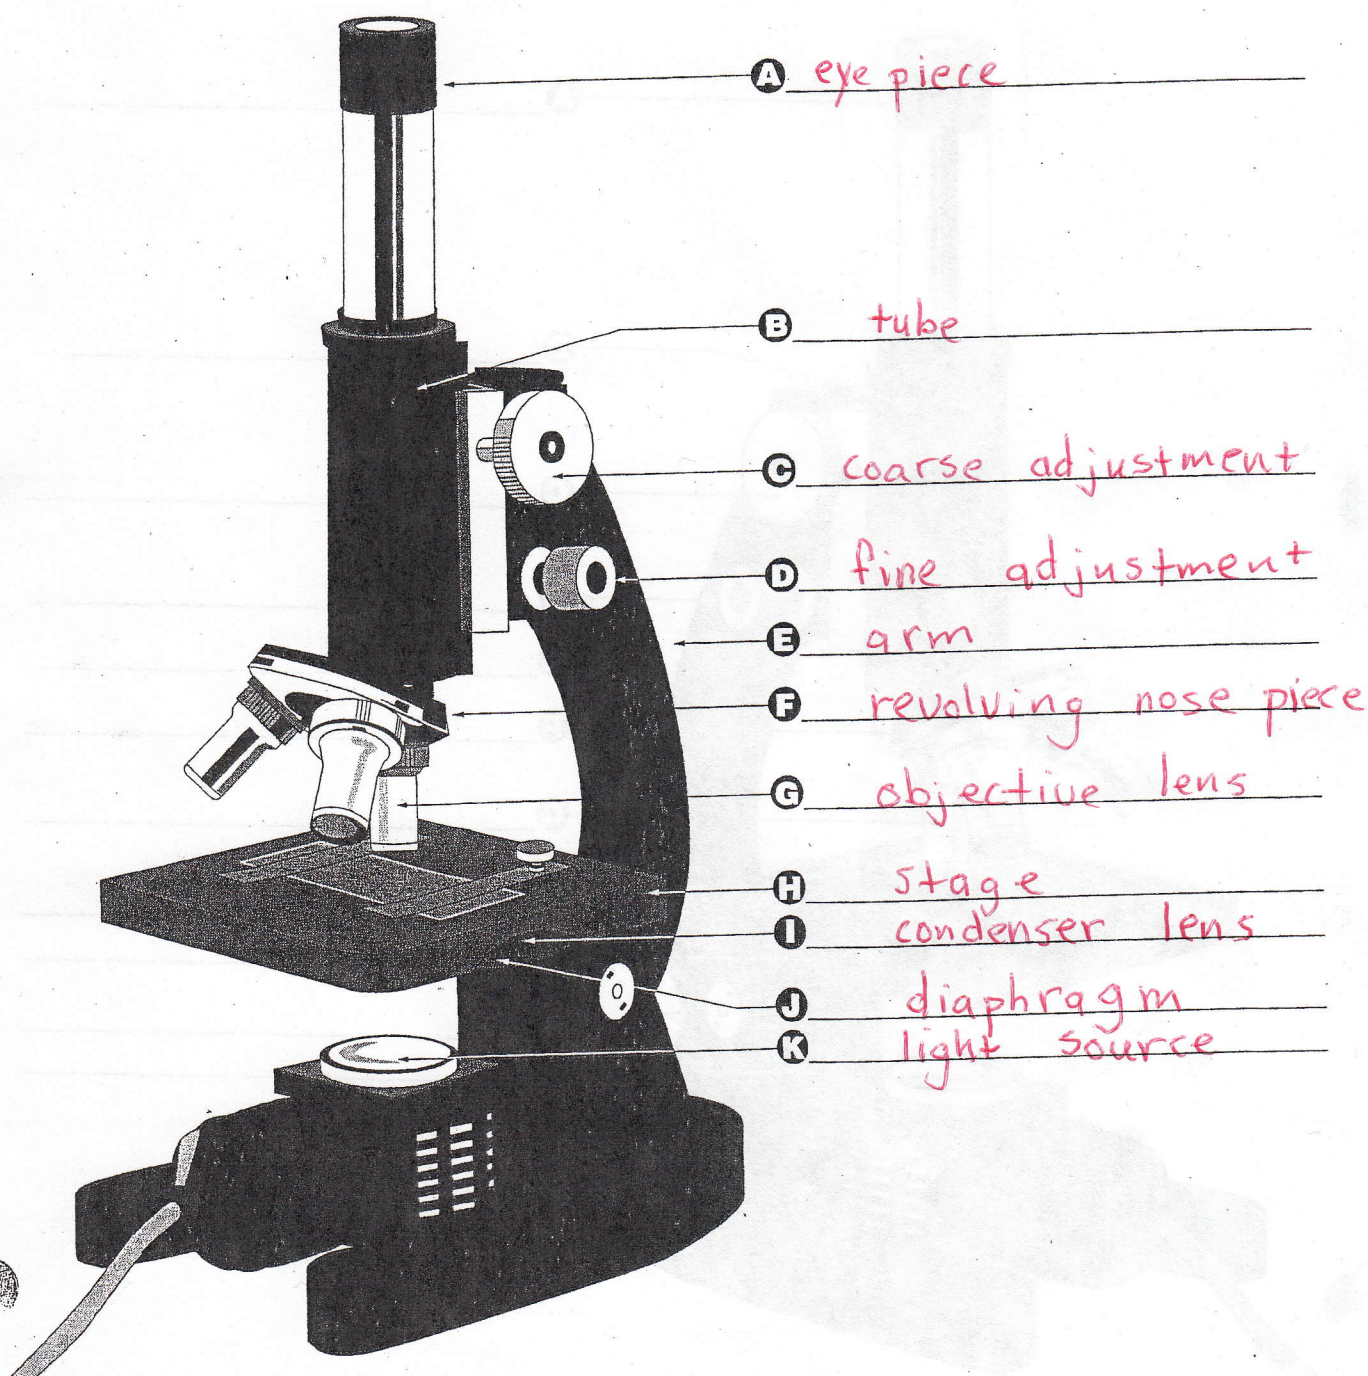 A eye piece
B tube
C coarse adjustment
D fine adjustment
E arm
F revolving nose piece
G objective lens
H stage
I condenser lens
J diaphragm
K light source